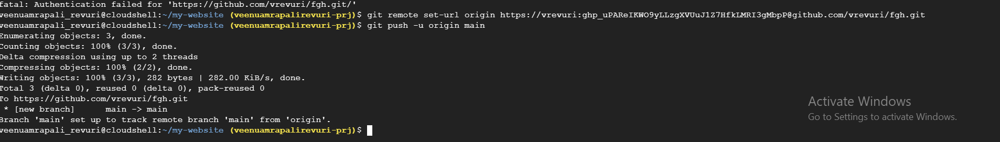 fatal: Authentication failed for 'https://github.com/vrevuri/fgh.git/'
veenuamrapali_revuri@cloudshell:~/my-website (veenuamrapalirevuri-prj)$ git remote set-url origin https://vrevuri: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@github.com/vrevuri/fgh.git
veenuamrapali_revuri@cloudshell:~/my-website (veenuamrapalirevuri-prj)$ git push -u origin main
Enumerating objects: 3, done.
Counting objects: 100% (3/3), done.
Delta compression using up to 2 threads
Compressing objects: 100% (2/2), done.
Writing objects: 100% (3/3), 282 bytes | 282.00 KiB/s, done.
Total 3 (delta 0), reused 0 (delta 0), pack-reused 0
To https://github.com/vrevuri/fgh.git
 * [new branch]      main -> main
Branch 'main' set up to track remote branch 'main' from 'origin'.
veenuamrapali_revuri@cloudshell:~/my-website (veenuamrapalirevuri-prj)$
Activate Windows
Go to Settings to activate Windows.